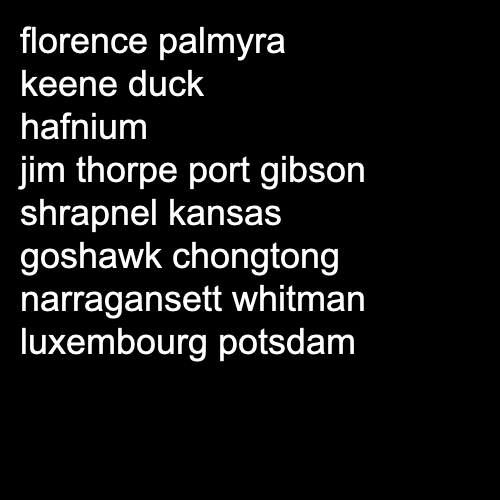 florence palmyra
keene duck
hafnium
jim thorpe port gibson
shrapnel kansas
goshawk chongtong
narragansett whitman
luxembourg potsdam